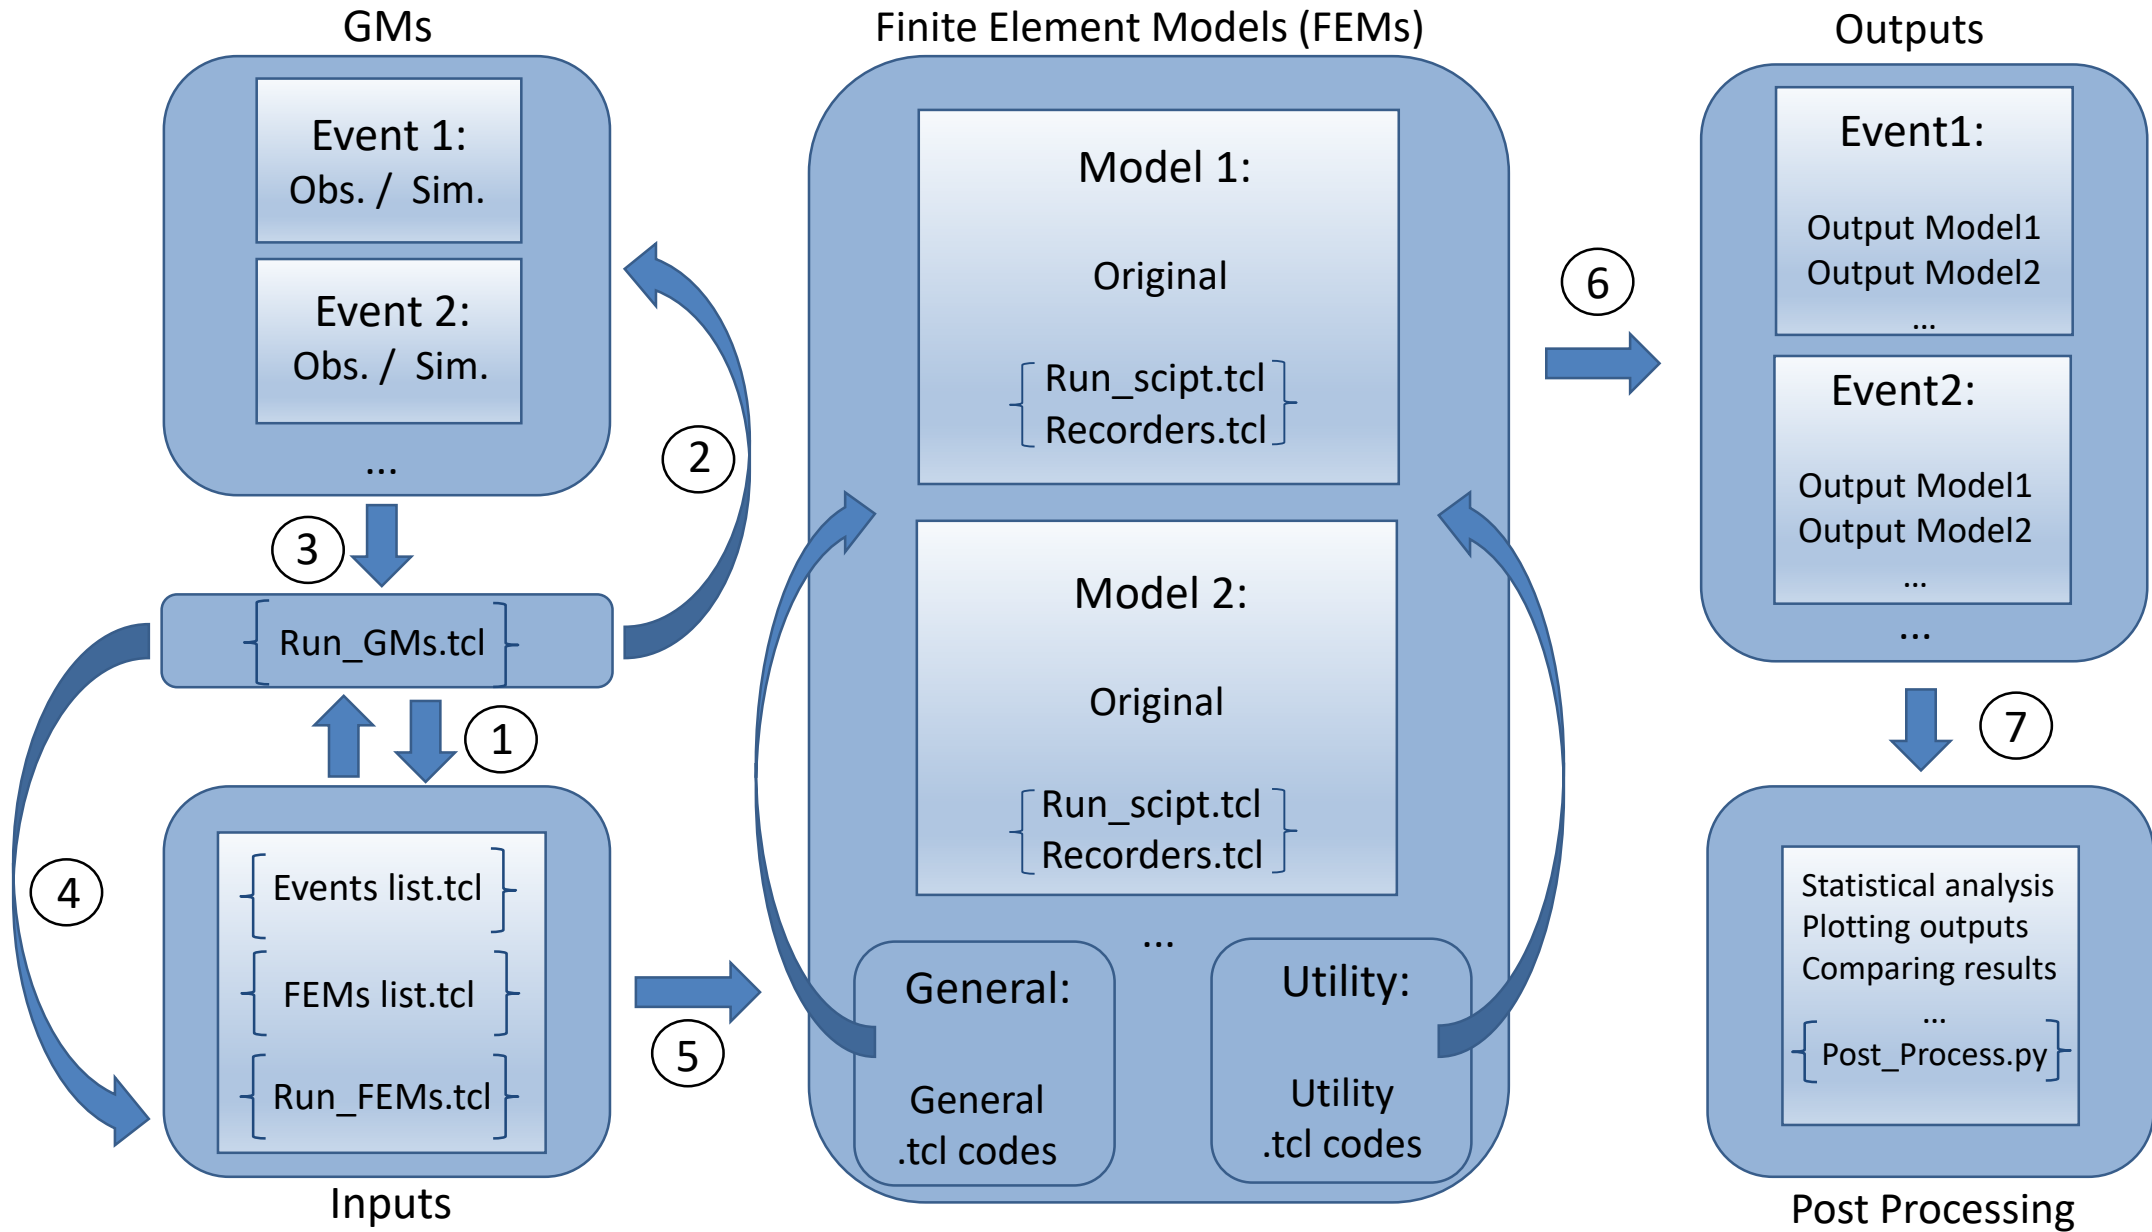 GMs
Event 1:
Obs. /  Sim.
Event 2:
Obs. /  Sim.
...
3
2
Run_GMs.tcl
1
4
Events list.tcl
FEMs list.tcl
Run_FEMs.tcl
Inputs
5
Finite Element Models (FEMs)
Model 1:
Original
Run_scipt.tcl
Recorders.tcl
Model 2:
Original
Run_scipt.tcl
Recorders.tcl
...
General:
General
.tcl codes
Utility:
Utility
.tcl codes
6
Outputs
Event1:
Output Model1
Output Model2
...
Event2:
Output Model1
Output Model2
...
...
7
Statistical analysis
Plotting outputs
Comparing results
...
Post_Process.py
Post Processing